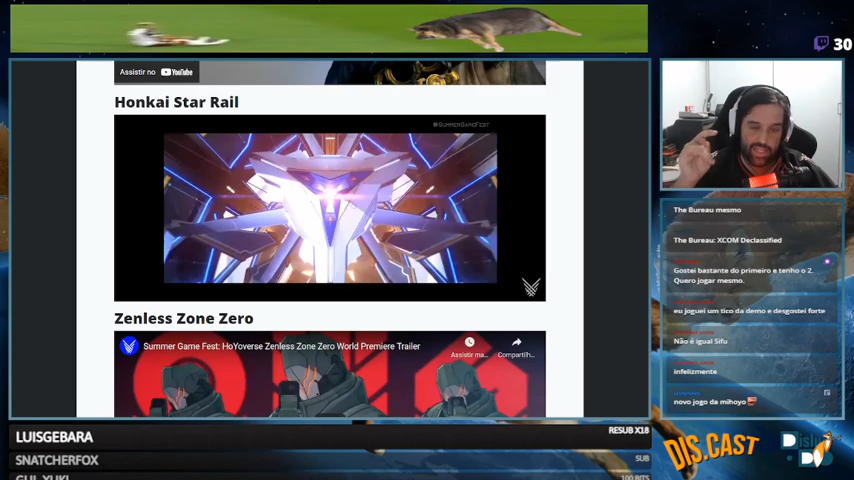 30
Assistir no YouTube
Honkai Star Rail
#SUMMERGAMEFEST
Zenless Zone Zero
Summer Game Fest: HoYoverse Zenless Zone Zero World Premiere Trailer
Assistir ma...
Compartilh...
The Bureau mesmo
The Bureau: XCOM Declassified
Gostei bastante do primeiro e tenho o 2.
Quero jogar mesmo.
eu joguei um tico da demo e desgostei forte
Não é igual Sifu
infelizmente
novo jogo da mihoyo
LUISGEBARA
RESUB X18
SNATCHERFOX
SUB
GUI_YUKI
100 BITS
DIS.CAST